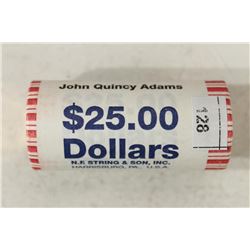 John Quincy Adams
$25.00
Dollars
N.F. STRING & SON, INC.
HARRISBURG, PA., U.S.A.
128